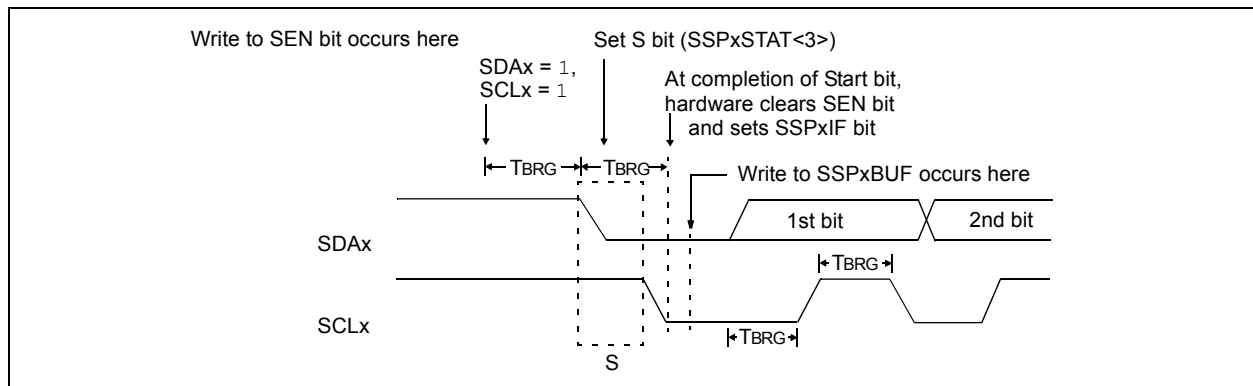 Write to SEN bit occurs here
Set S bit (SSPxSTAT<3>)
SDAx = 1,
SCLx = 1
At completion of Start bit,
hardware clears SEN bit
and sets SSPxIF bit
TBRG
TBRG
Write to SSPxBUF occurs here
1st bit
2nd bit
SDAx
TBRG
SCLx
TBRG
S